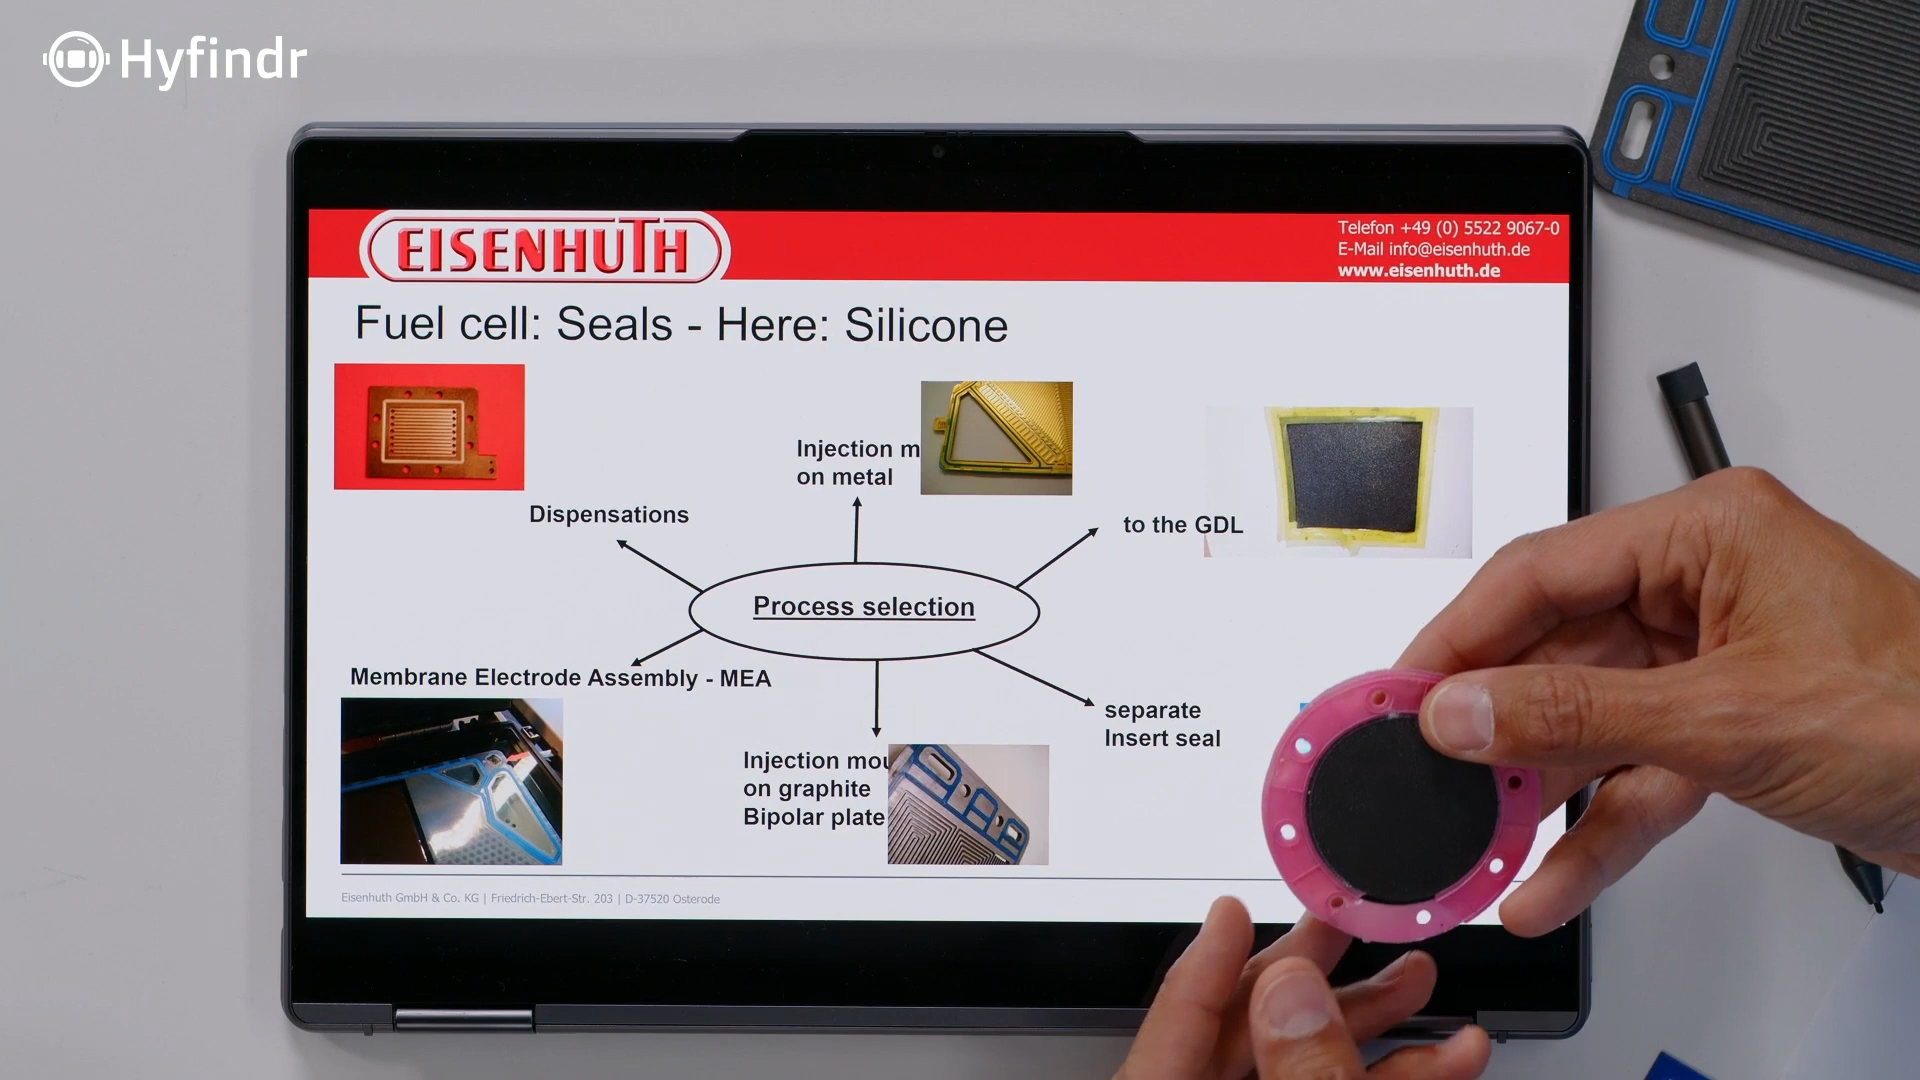 Hyfindr
EISENHUTH
Telefon +49 (0) 5522 9067-0
E-Mail info@eisenhuth.de
www.eisenhuth.de
Fuel cell: Seals - Here: Silicone
Injection m
on metal
Dispensations
to the GDL
Process selection
Membrane Electrode Assembly - MEA
separate
Insert seal
Injection mou
on graphite
Bipolar plate
Eisenhuth GmbH & Co. KG | Friedrich-Ebert-Str. 203 | D-37520 Osterode